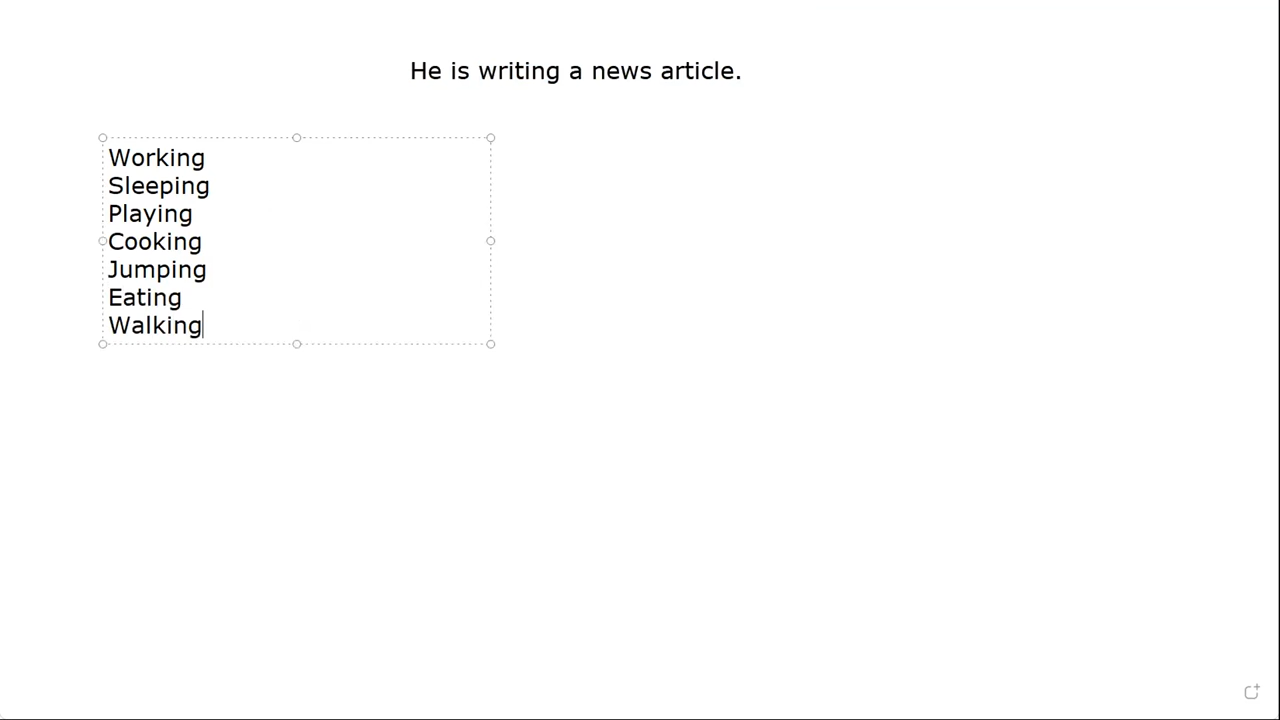 He is writing a news article.
Working
Sleeping
Playing
Cooking
Jumping
Eating
Walking